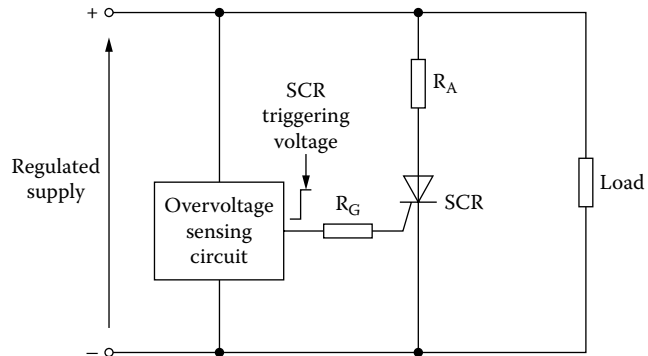 +
SCR
triggering
voltage
R_A
Regulated
supply
Overvoltage
sensing
circuit
R_G
SCR
Load
−